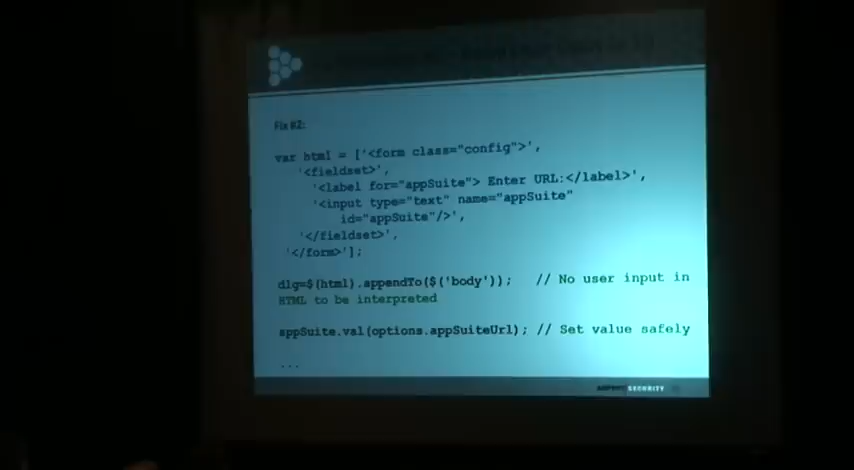 Fix #2:
var html = ['<form class="config">',
'<fieldset>',
'<label for="appSuite"> Enter URL:</label>',
'<input type="text" name="appSuite"
id="appSuite"/>',
'</fieldset>',
'</form>'];
dlg=$(html).appendTo($('body')); // No user input in
HTML to be interpreted
appSuite.val(options.appSuiteUrl); // Set value safely
...
SECURITY